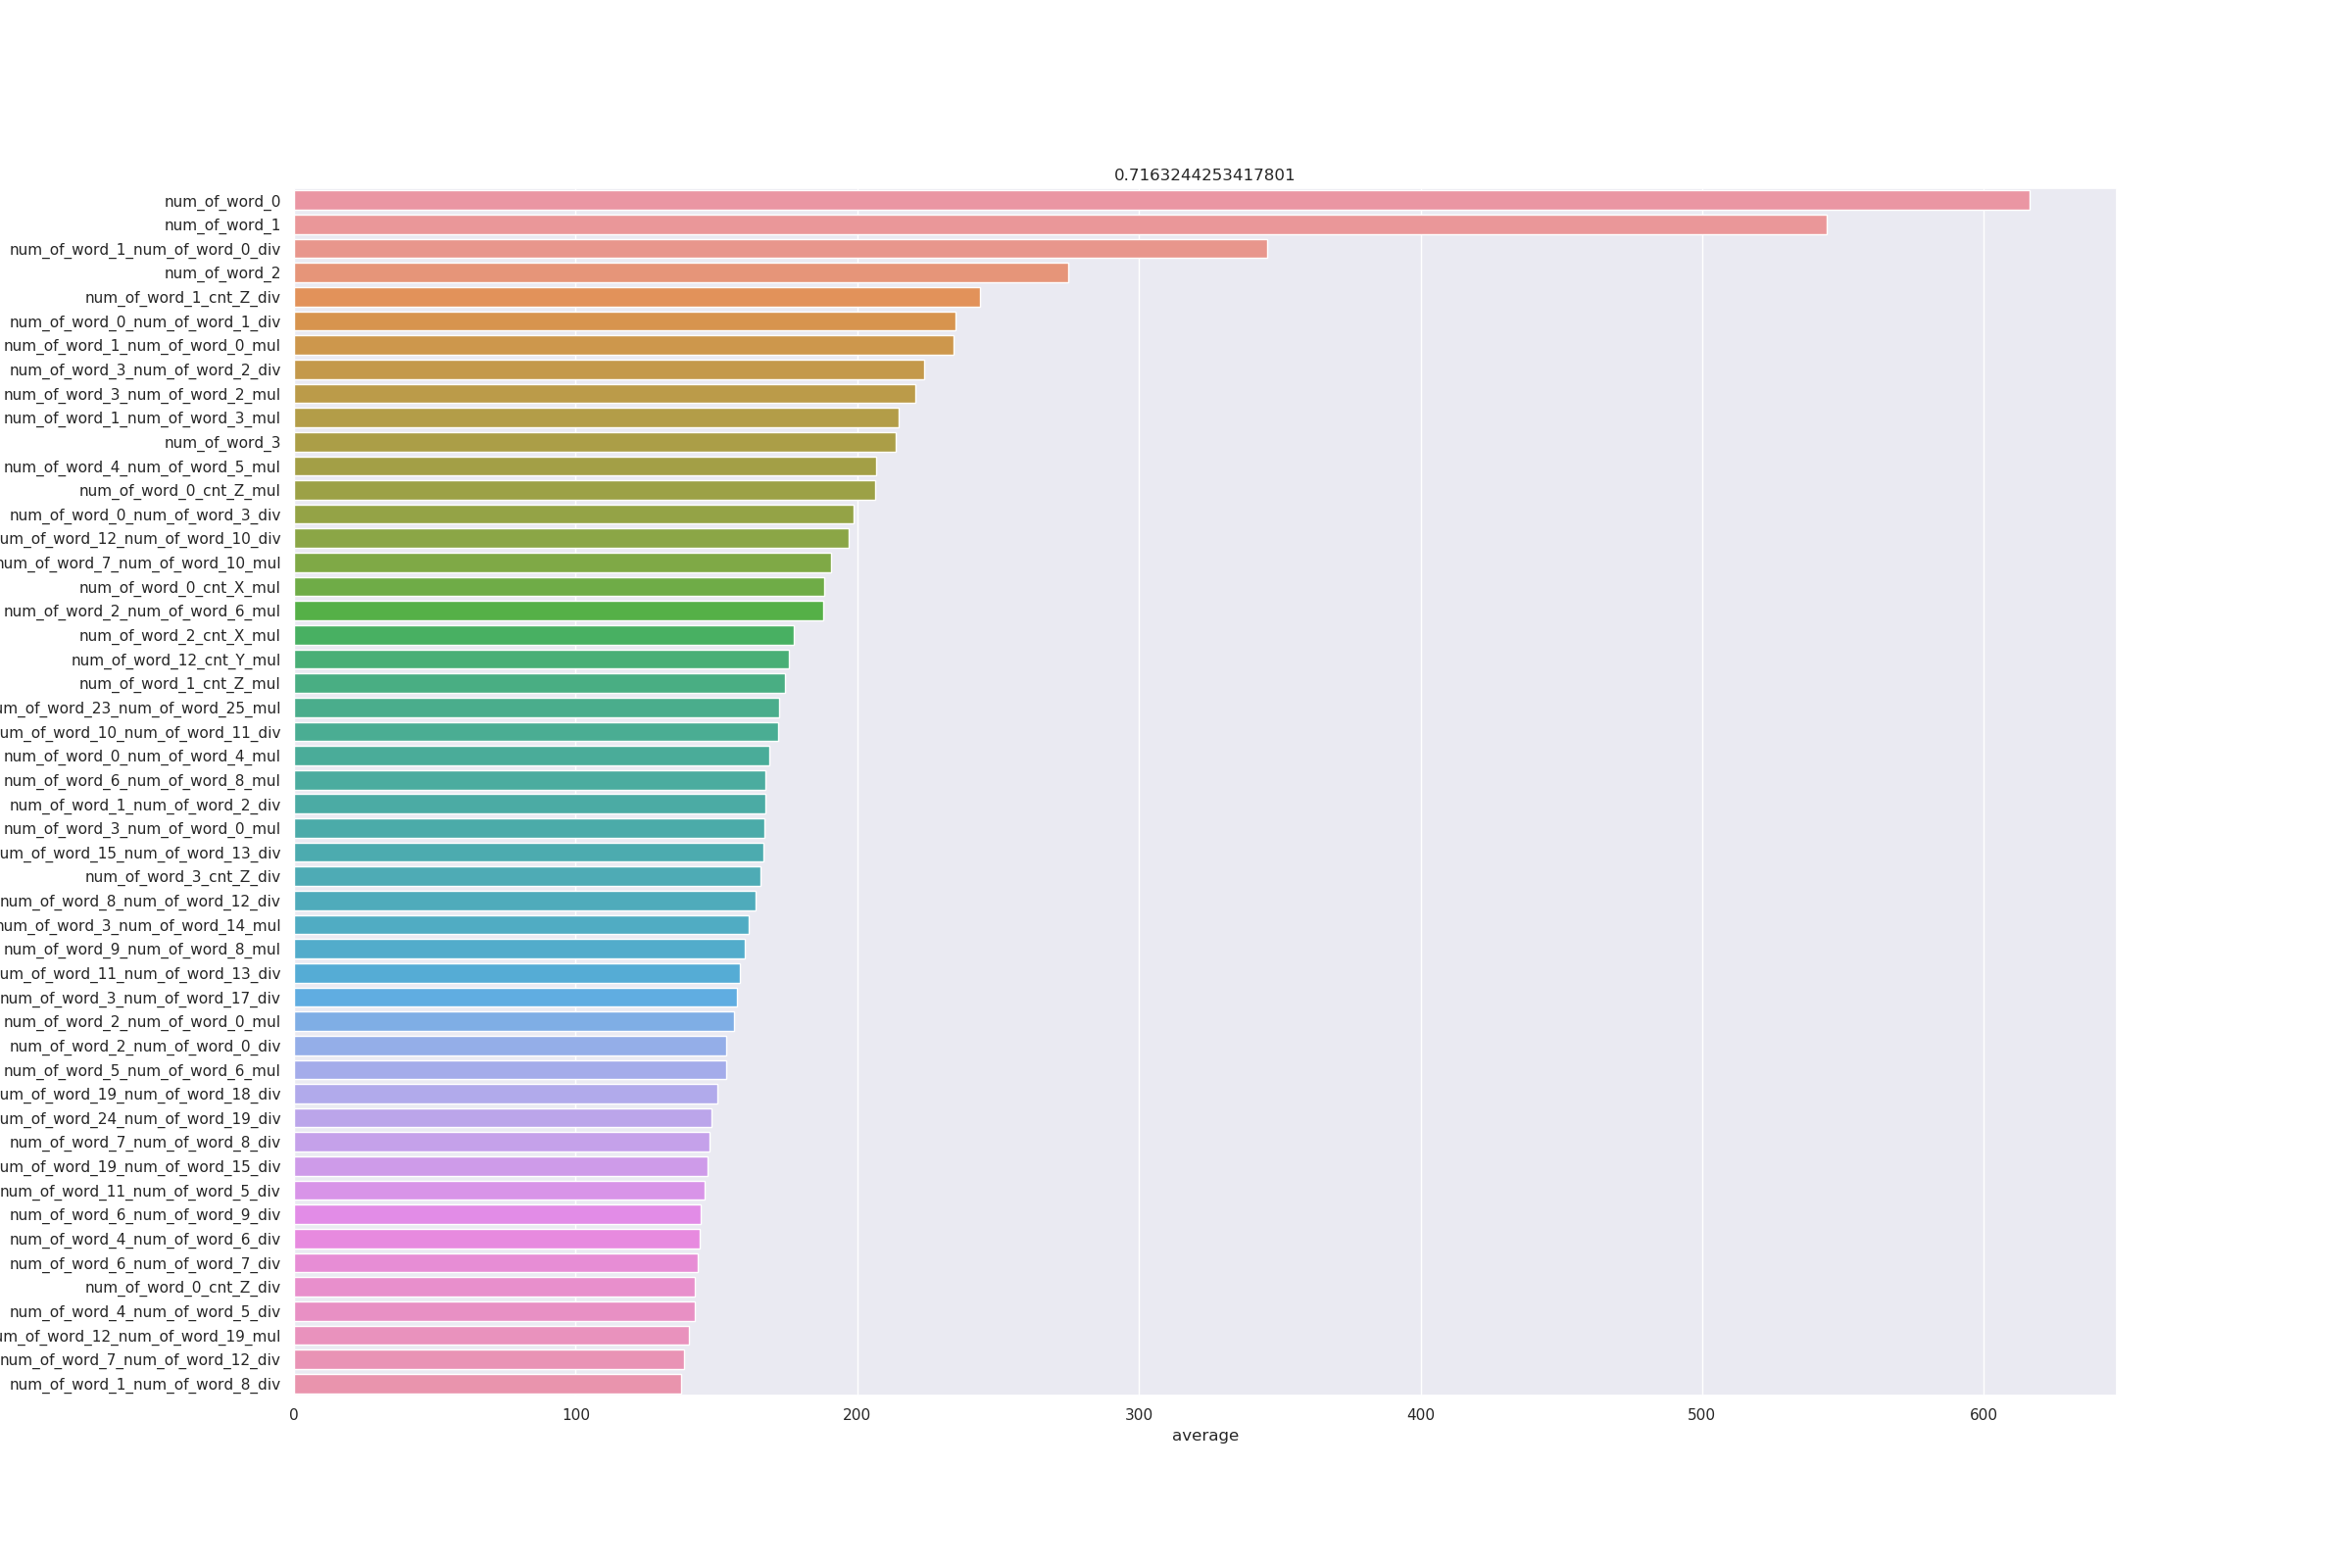 0.7163244253417801
num_of_word_0
num_of_word_1
num_of_word_1_num_of_word_0_div
num_of_word_2
num_of_word_1_cnt_Z_div
num_of_word_0_num_of_word_1_div
num_of_word_1_num_of_word_0_mul
num_of_word_3_num_of_word_2_div
num_of_word_3_num_of_word_2_mul
num_of_word_1_num_of_word_3_mul
num_of_word_3
num_of_word_4_num_of_word_5_mul
num_of_word_0_cnt_Z_mul
num_of_word_0_num_of_word_3_div
um_of_word_12_num_of_word_10_div
num_of_word_7_num_of_word_10_mul
num_of_word_0_cnt_X_mul
num_of_word_2_num_of_word_6_mul
num_of_word_2_cnt_X_mul
num_of_word_12_cnt_Y_mul
num_of_word_1_cnt_Z_mul
um_of_word_23_num_of_word_25_mul
um_of_word_10_num_of_word_11_div
num_of_word_0_num_of_word_4_mul
num_of_word_6_num_of_word_8_mul
num_of_word_1_num_of_word_2_div
num_of_word_3_num_of_word_0_mul
um_of_word_15_num_of_word_13_div
num_of_word_3_cnt_Z_div
num_of_word_8_num_of_word_12_div
num_of_word_3_num_of_word_14_mul
num_of_word_9_num_of_word_8_mul
um_of_word_11_num_of_word_13_div
num_of_word_3_num_of_word_17_div
num_of_word_2_num_of_word_0_mul
num_of_word_2_num_of_word_0_div
num_of_word_5_num_of_word_6_mul
um_of_word_19_num_of_word_18_div
um_of_word_24_num_of_word_19_div
num_of_word_7_num_of_word_8_div
um_of_word_19_num_of_word_15_div
num_of_word_11_num_of_word_5_div
num_of_word_6_num_of_word_9_div
num_of_word_4_num_of_word_6_div
num_of_word_6_num_of_word_7_div
num_of_word_0_cnt_Z_div
num_of_word_4_num_of_word_5_div
um_of_word_12_num_of_word_19_mul
num_of_word_7_num_of_word_12_div
num_of_word_1_num_of_word_8_div
0 100 200 300 400 500 600
average